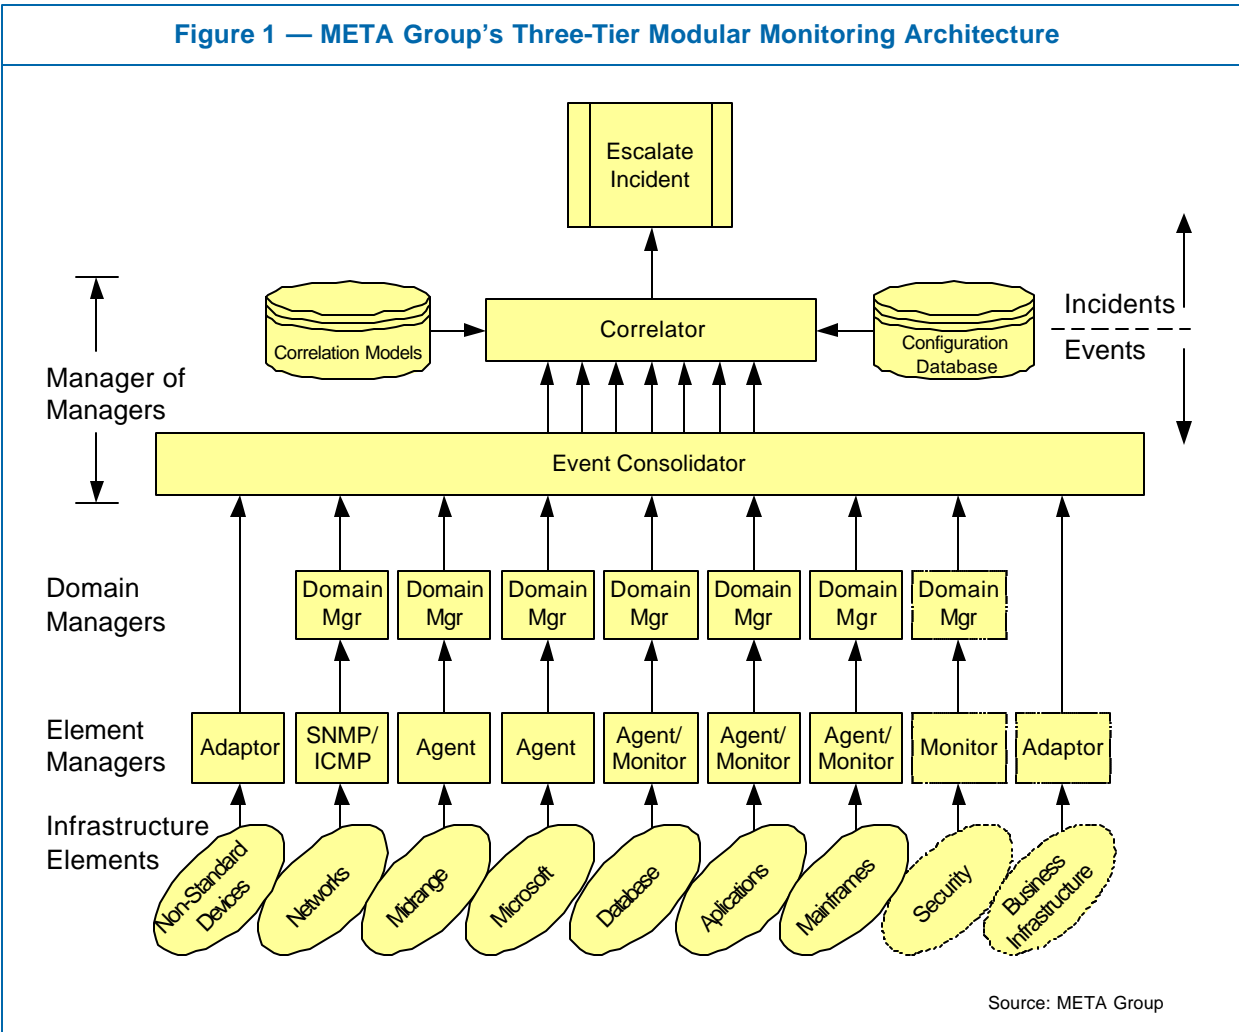 Figure 1 — META Group's Three-Tier Modular Monitoring Architecture
Escalate
Incident
Correlation Models
Correlator
Configuration
Database
Incidents
Events
Manager of
Managers
Event Consolidator
Domain
Managers
Domain
Mgr
Domain
Mgr
Domain
Mgr
Domain
Mgr
Domain
Mgr
Domain
Mgr
Domain
Mgr
Element
Managers
Adaptor
SNMP/
ICMP
Agent
Agent
Agent/
Monitor
Agent/
Monitor
Agent/
Monitor
Monitor
Adaptor
Infrastructure
Elements
Non-Standard
Devices
Networks
Midrange
Microsoft
Database
Aplications
Mainframes
Security
Business
Infrastructure
Source: META Group